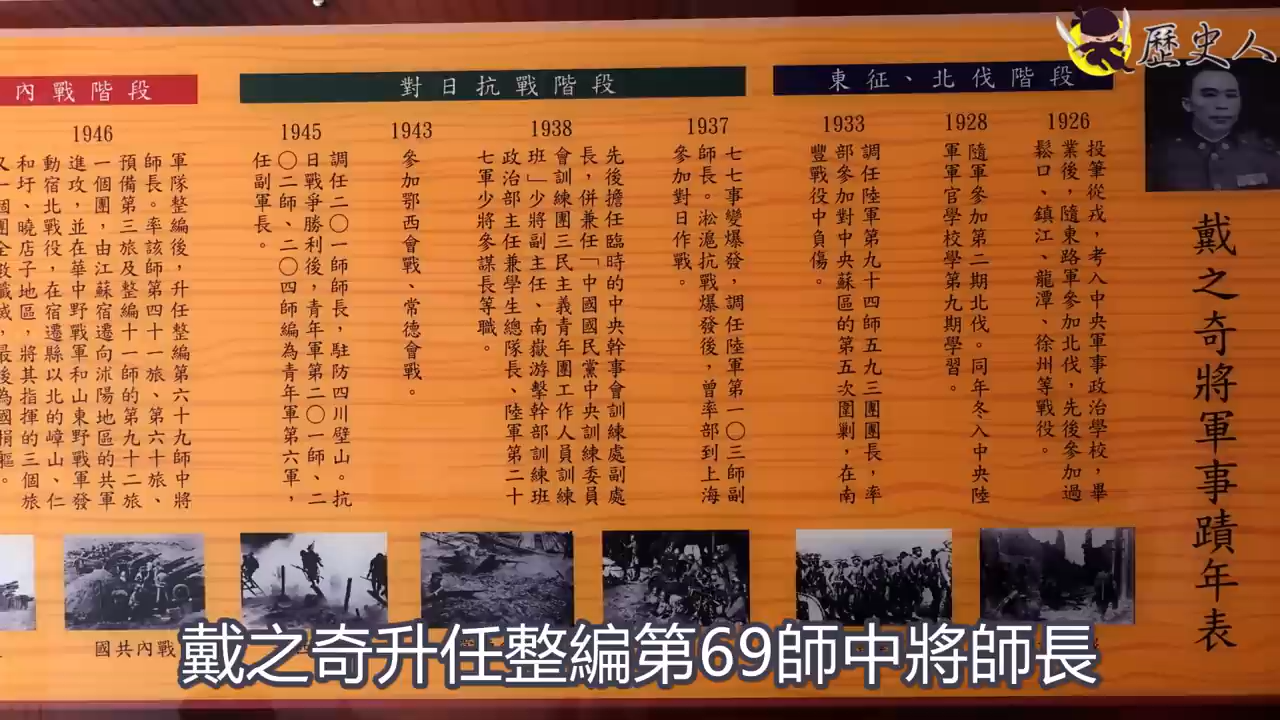 歷史人
戴之奇將軍事蹟年表
東征、北伐階段
1926
投筆從戎，考入中央軍事政治學校，畢
業後，隨東路軍參加北伐，先後參加過
鬆口、鎮江、龍潭、徐州等戰役。
1928
隨軍參加第二期北伐。同年冬入中央陸
軍軍官學校學第九期學習。
1933
調任陸軍第九十四師五九三團團長，率
部參加對中央蘇區的第五次圍剿，在南
豐戰役中負傷。
對日抗戰階段
1937
七七事變爆發，調任陸軍第一〇三師副
師長。淞滬抗戰爆發後，曾率部到上海
參加對日作戰。
1938
先後擔任臨時的中央幹事會訓練處副處
長，併兼任「中國國民黨中央訓練委員
會訓練團三民主義青年團工作人員訓練
班」少將副主任、南嶽游擊幹部訓練班
政治部主任兼學生總隊長、陸軍第二十
七軍少將參謀長等職。
1943
參加鄂西會戰、常德會戰。
1945
調任二〇一師師長，駐防四川壁山。抗
日戰爭勝利後，青年軍第二〇一師、二
〇二師、二〇四師編為青年軍第六軍，
任副軍長。
內戰階段
1946
軍隊整編後，升任整編第六十九師中將
師長。率該師第四十一旅、第六十旅、
預備第三旅及整編十一師的第九十二旅
一個團，由江蘇宿遷向沭陽地區的共軍
進攻，並在華中野戰軍和山東野戰軍發
動宿北戰役，在宿遷縣以北的嶂山、仁
和圩、曉店子地區，將其指揮的三個旅
又一個團全數殲滅，最後為國捐軀。
國共內戰
戴之奇升任整編第69師中將師長